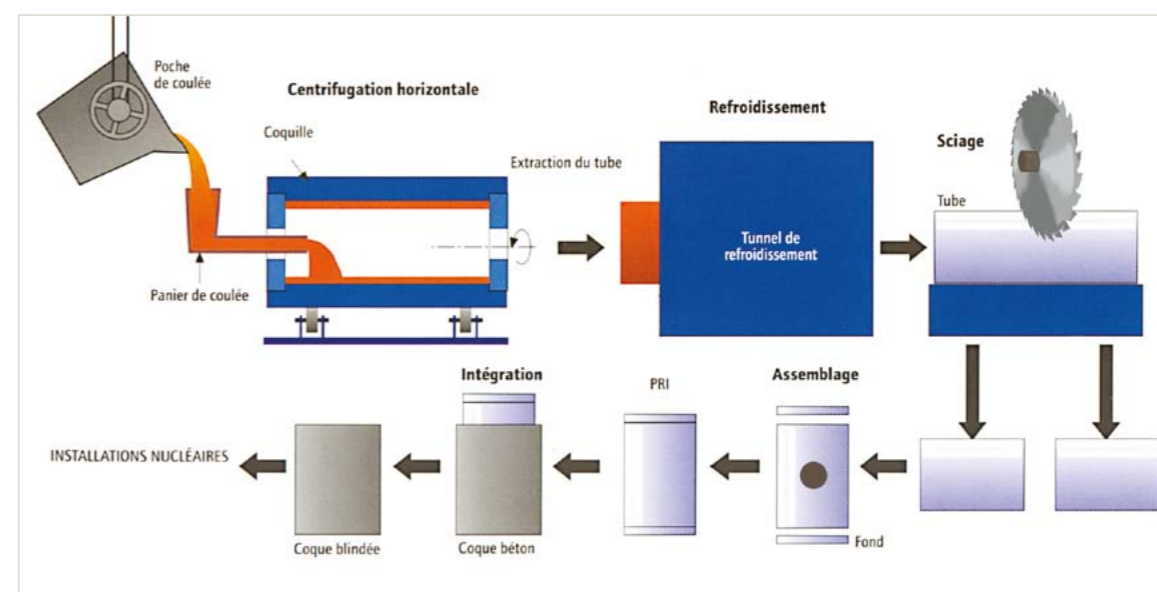 Poche
de coulée
Centrifugation horizontale
Coquille
Extraction du tube
Panier de coulée
Refroidissement
Tunnel de
refroidissement
Sciage
Tube
Intégration
PRI
Assemblage
INSTALLATIONS NUCLÉAIRES
Coque blindée
Coque béton
Fond